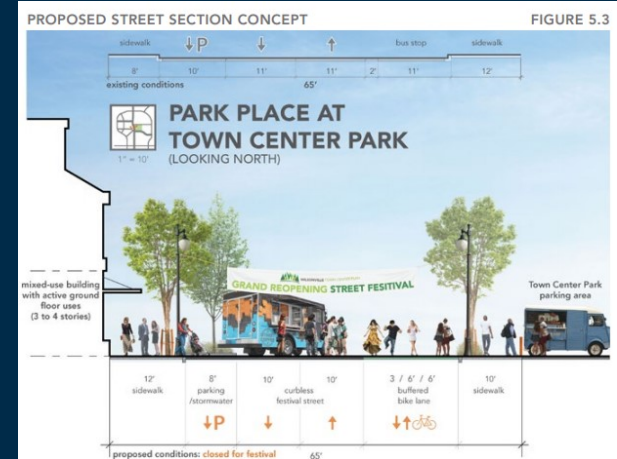 PROPOSED STREET SECTION CONCEPT FIGURE 5.3
sidewalk P bus stop sidewalk
8' 10' 11' 11' 2' 11' 12'
existing conditions 65'
PARK PLACE AT
TOWN CENTER PARK
(LOOKING NORTH)
1" = 10'
GRAND REOPENING STREET FESTIVAL
mixed-use building
with active ground
floor uses
(3 to 4 stories)
Town Center Park
parking area
12' 8' 10' 10' 3 / 6' / 6' 10'
sidewalk parking
/stormwater curbless
festival street buffered
bike lane sidewalk
P
proposed conditions: closed for festival 65'